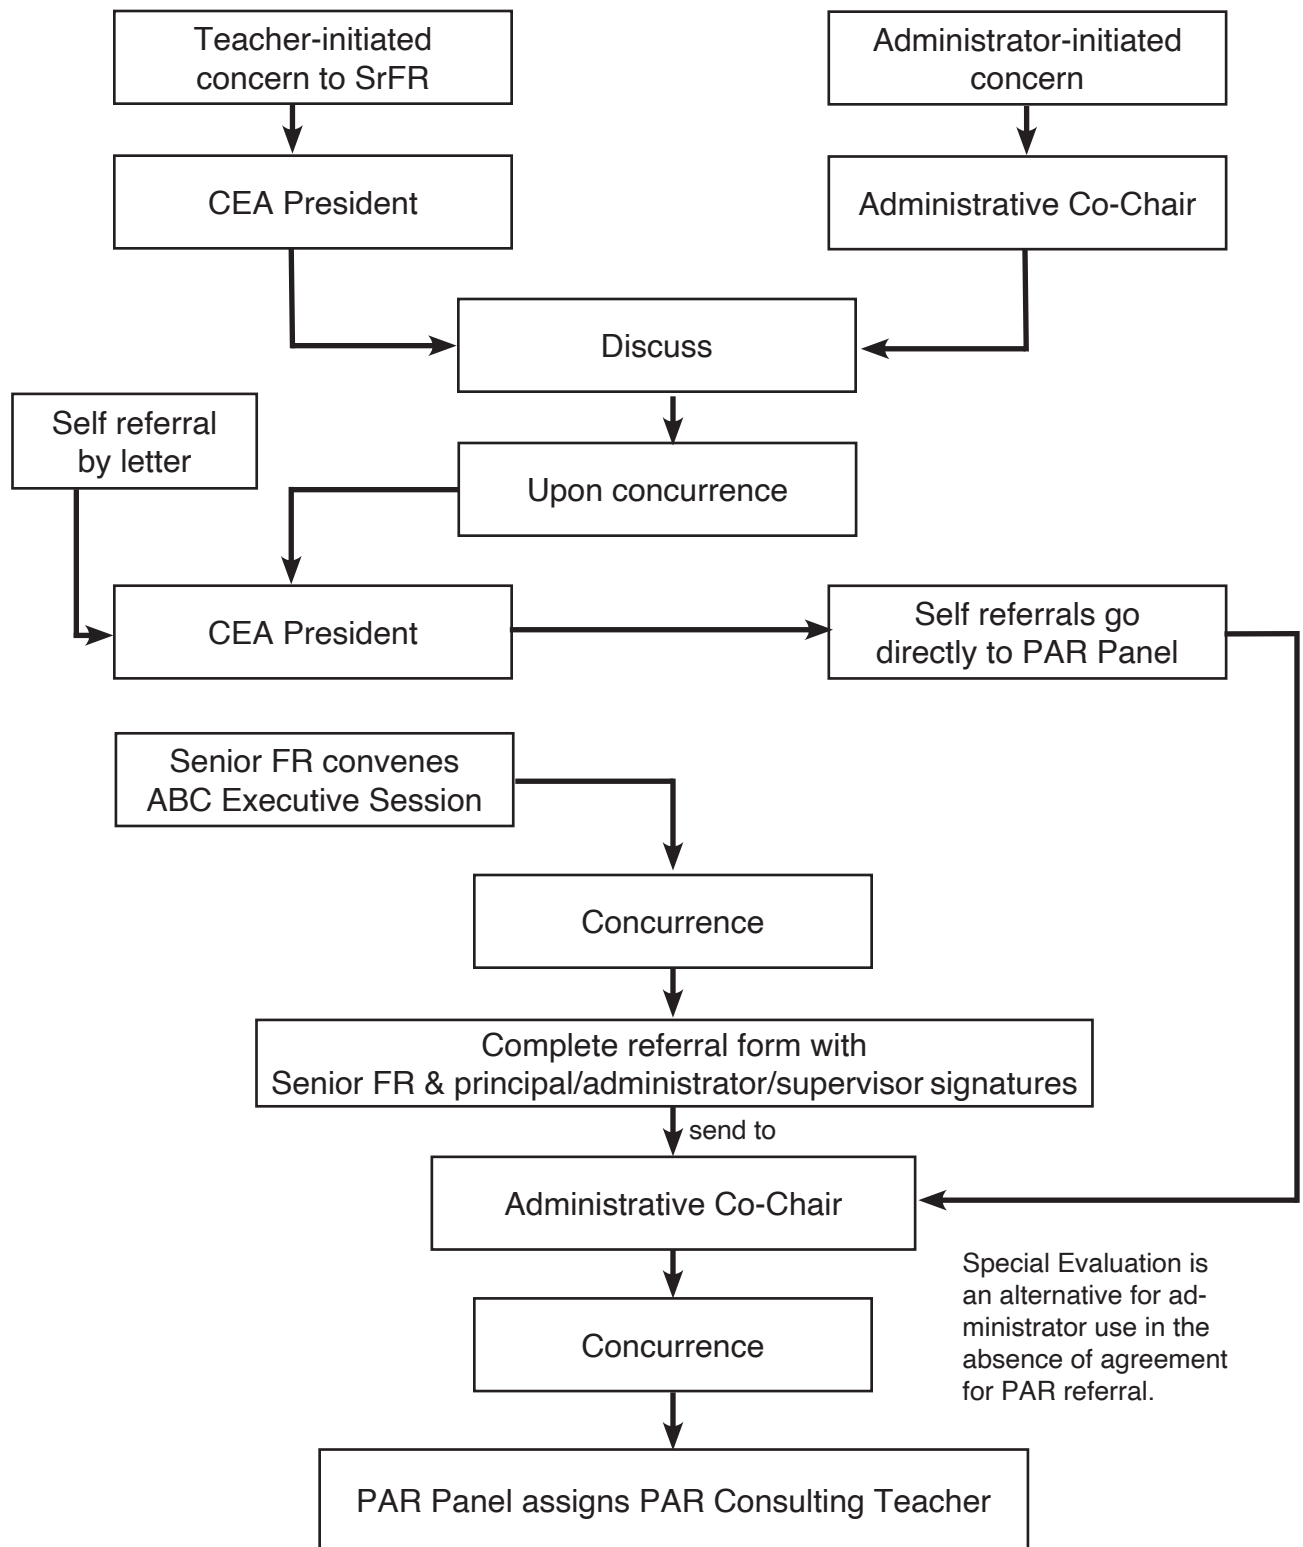 Teacher-initiated
concern to SrFR
Administrator-initiated
concern
CEA President
Administrative Co-Chair
Discuss
Self referral
by letter
Upon concurrence
CEA President
Self referrals go
directly to PAR Panel
Senior FR convenes
ABC Executive Session
Concurrence
Complete referral form with
Senior FR & principal/administrator/supervisor signatures
send to
Administrative Co-Chair
Special Evaluation is
an alternative for ad-
ministrator use in the
absence of agreement
for PAR referral.
Concurrence
PAR Panel assigns PAR Consulting Teacher